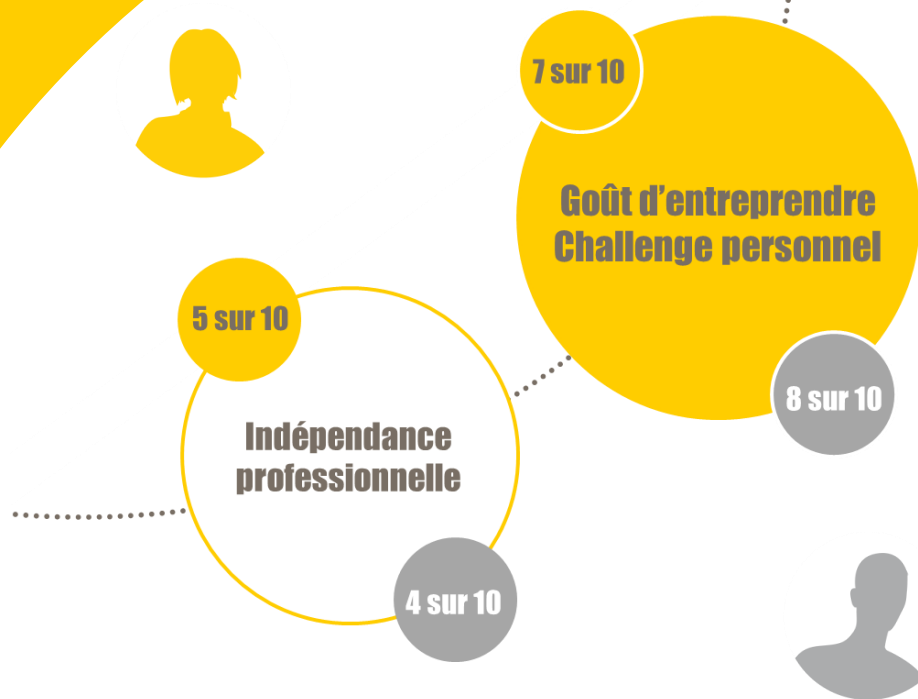 7 sur 10
Goût d’entreprendre
Challenge personnel
8 sur 10
5 sur 10
Indépendance
professionnelle
4 sur 10